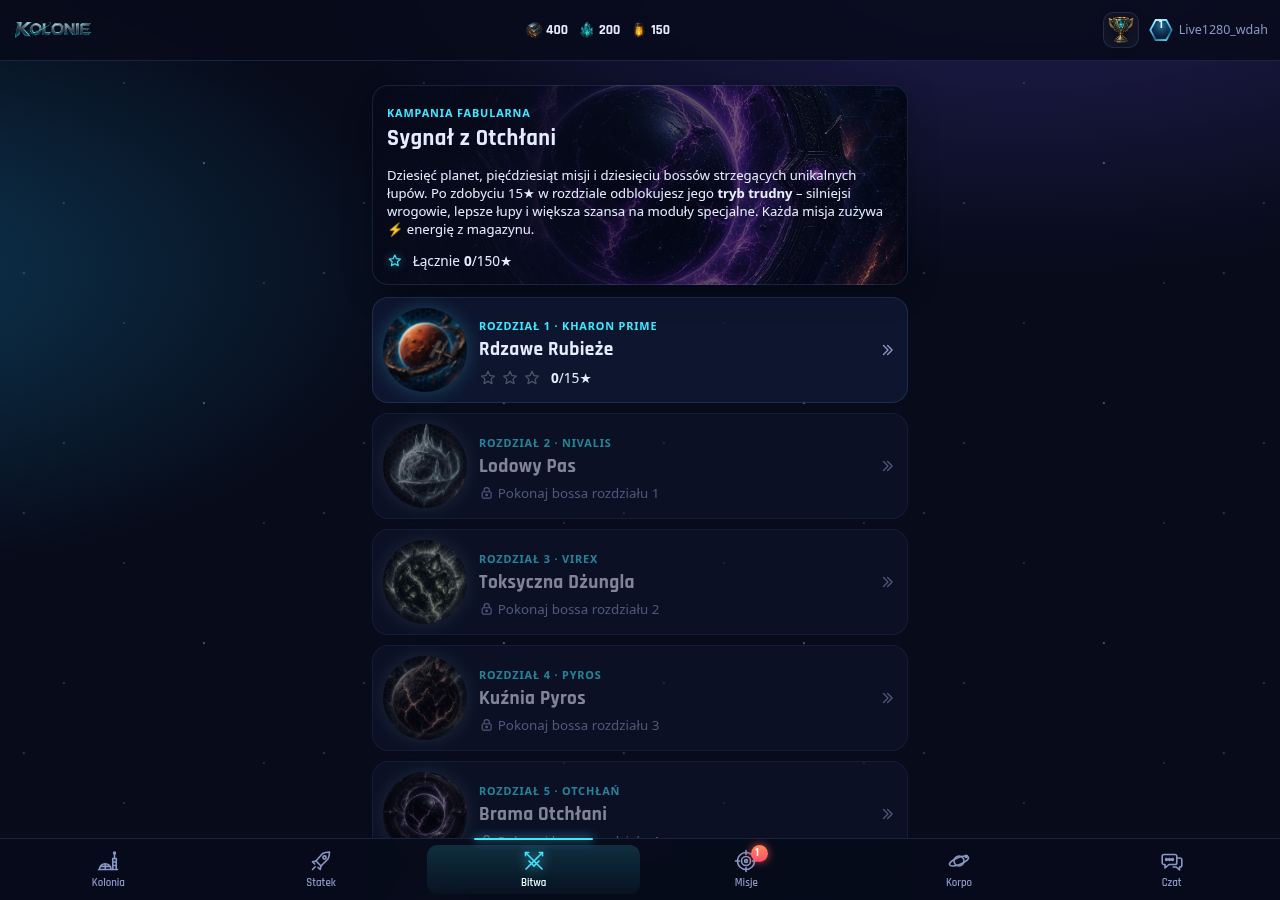 KOLONIE
400 200 150
Live1280_wdah
KAMPANIA FABULARNA
Sygnał z Otchłani
Dziesięć planet, pięćdziesiąt misji i dziesięciu bossów strzegących unikalnych
łupów. Po zdobyciu 15★ w rozdziale odblokujesz jego tryb trudny – silniejsi
wrogowie, lepsze łupy i większa szansa na moduły specjalne. Każda misja zużywa
⚡ energię z magazynu.
Łącznie 0/150★
ROZDZIAŁ 1 · KHARON PRIME
Rdzawe Rubieże
0/15★
ROZDZIAŁ 2 · NIVALIS
Lodowy Pas
Pokonaj bossa rozdziału 1
ROZDZIAŁ 3 · VIREX
Toksyczna Dżungla
Pokonaj bossa rozdziału 2
ROZDZIAŁ 4 · PYROS
Kuźnia Pyros
Pokonaj bossa rozdziału 3
ROZDZIAŁ 5 · OTCHŁAŃ
Brama Otchłani
Kolonia
Statek
Bitwa
1
Misje
Korpo
Czat